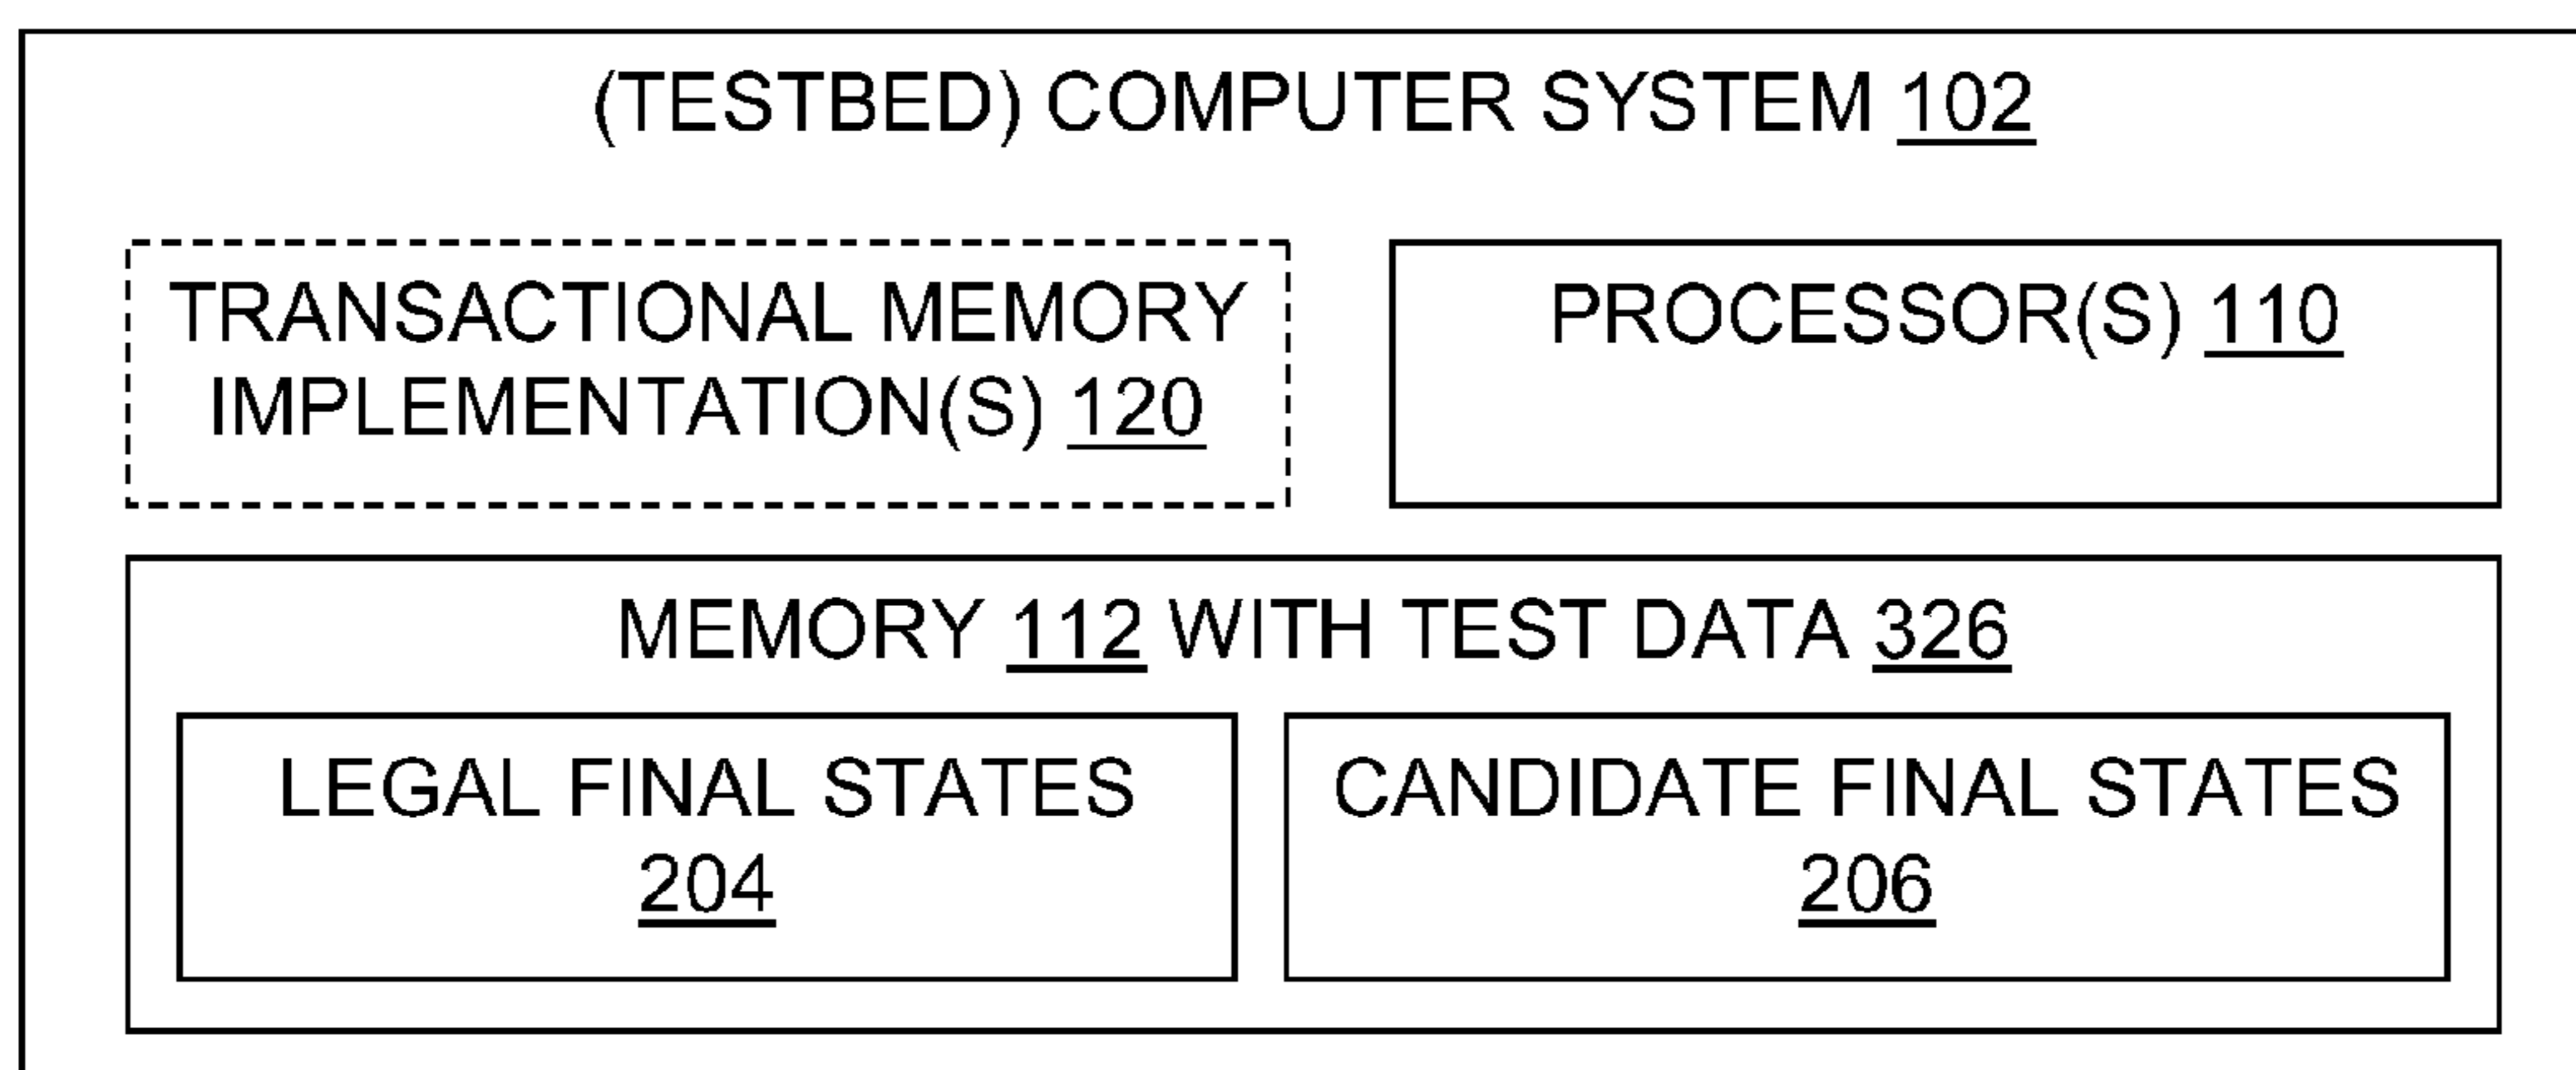 (TESTBED) COMPUTER SYSTEM 102
TRANSACTIONAL MEMORY
IMPLEMENTATION(S) 120
PROCESSOR(S) 110
MEMORY 112 WITH TEST DATA 326
LEGAL FINAL STATES
204
CANDIDATE FINAL STATES
206